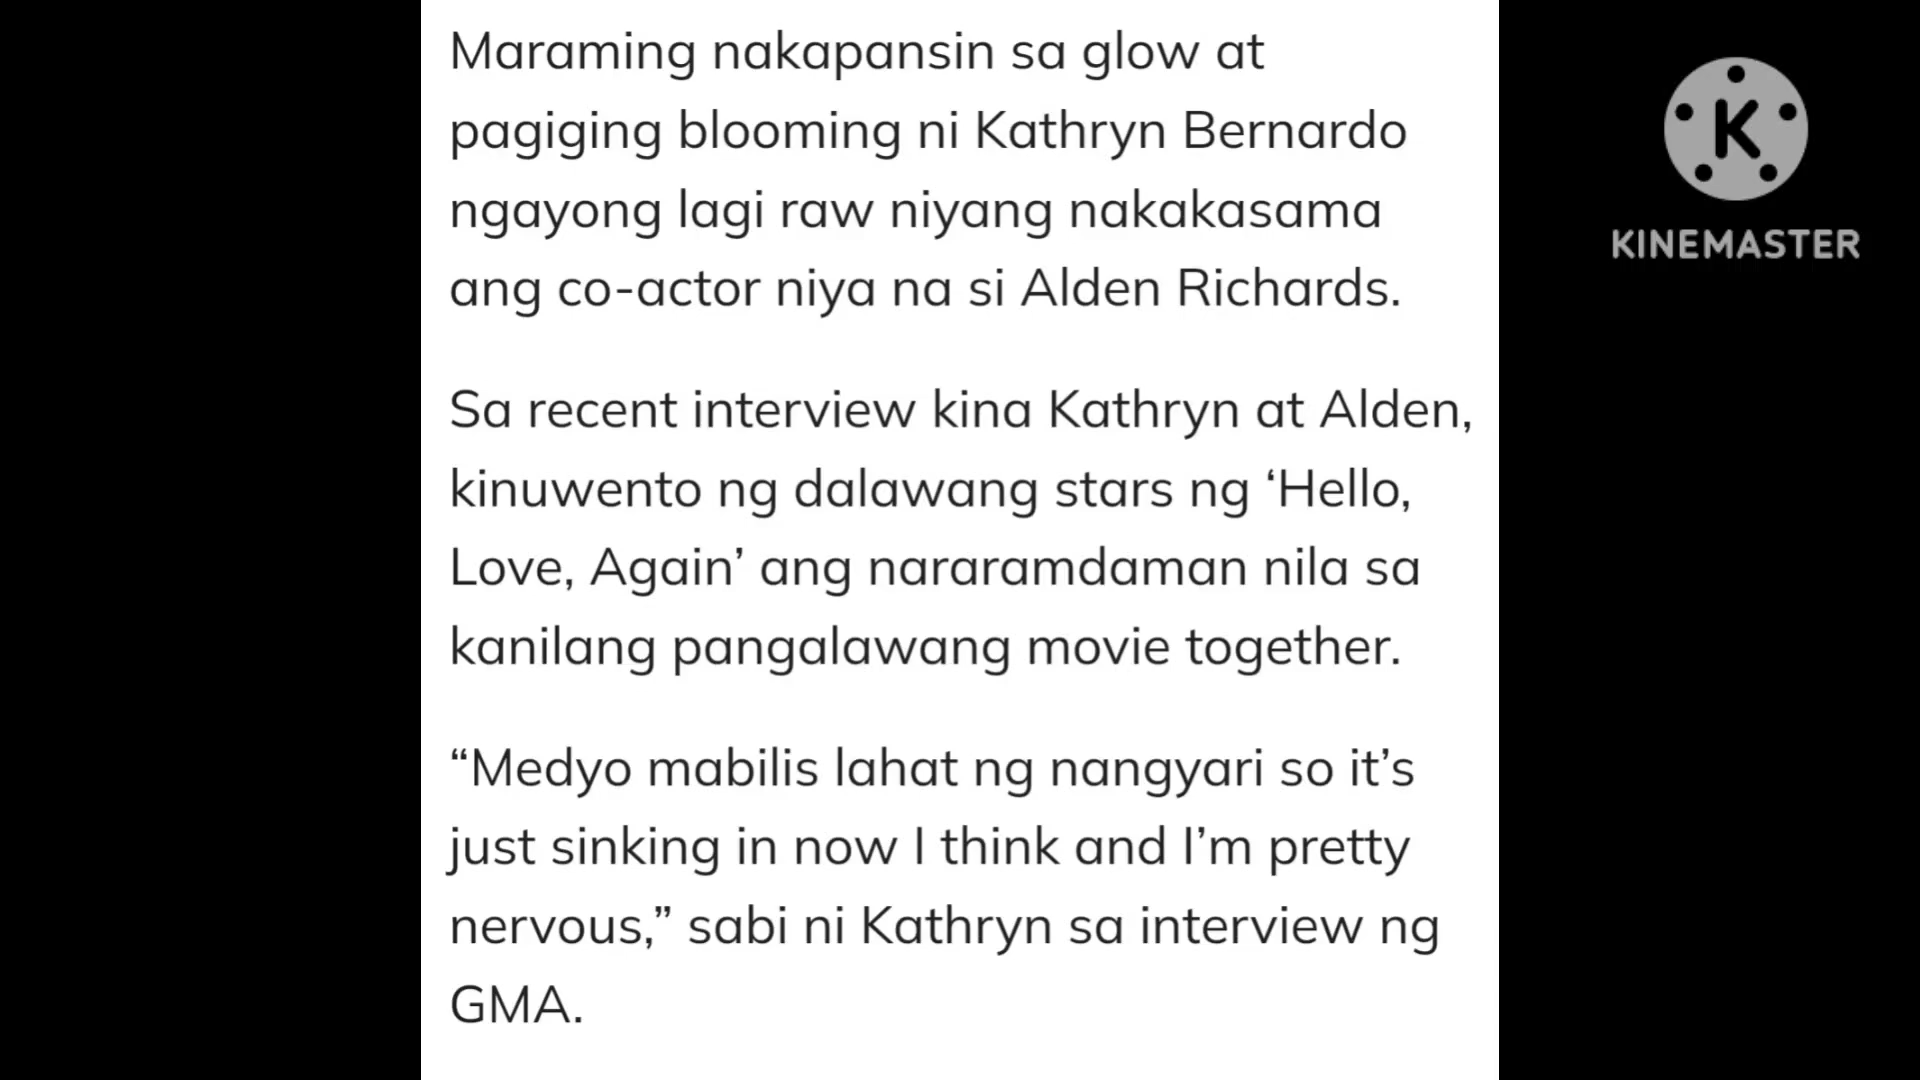 Maraming nakapansin sa glow at
pagiging blooming ni Kathryn Bernardo
ngayong lagi raw niyang nakakasama
ang co-actor niya na si Alden Richards.
Sa recent interview kina Kathryn at Alden,
kinuwento ng dalawang stars ng ‘Hello,
Love, Again’ ang nararamdaman nila sa
kanilang pangalawang movie together.
“Medyo mabilis lahat ng nangyari so it’s
just sinking in now I think and I’m pretty
nervous,” sabi ni Kathryn sa interview ng
GMA.
K
KINEMASTER